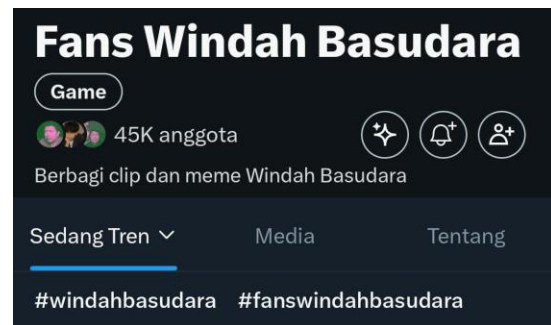 Fans Windah Basudara
Game
45K anggota
Berbagi clip dan meme Windah Basudara
Sedang Tren Media Tentang
#windahbasudara #fanswindahbasudara